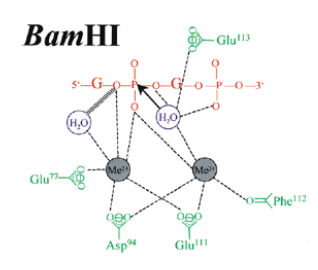 BamHI
Glu113
O O
5'–G–O–P–O–G–O–P–O–3'
O O
H₂O H₂O
Glu77 Me²⁺ Me²⁺
O=C Phe112
O O O O
Asp94 Glu111